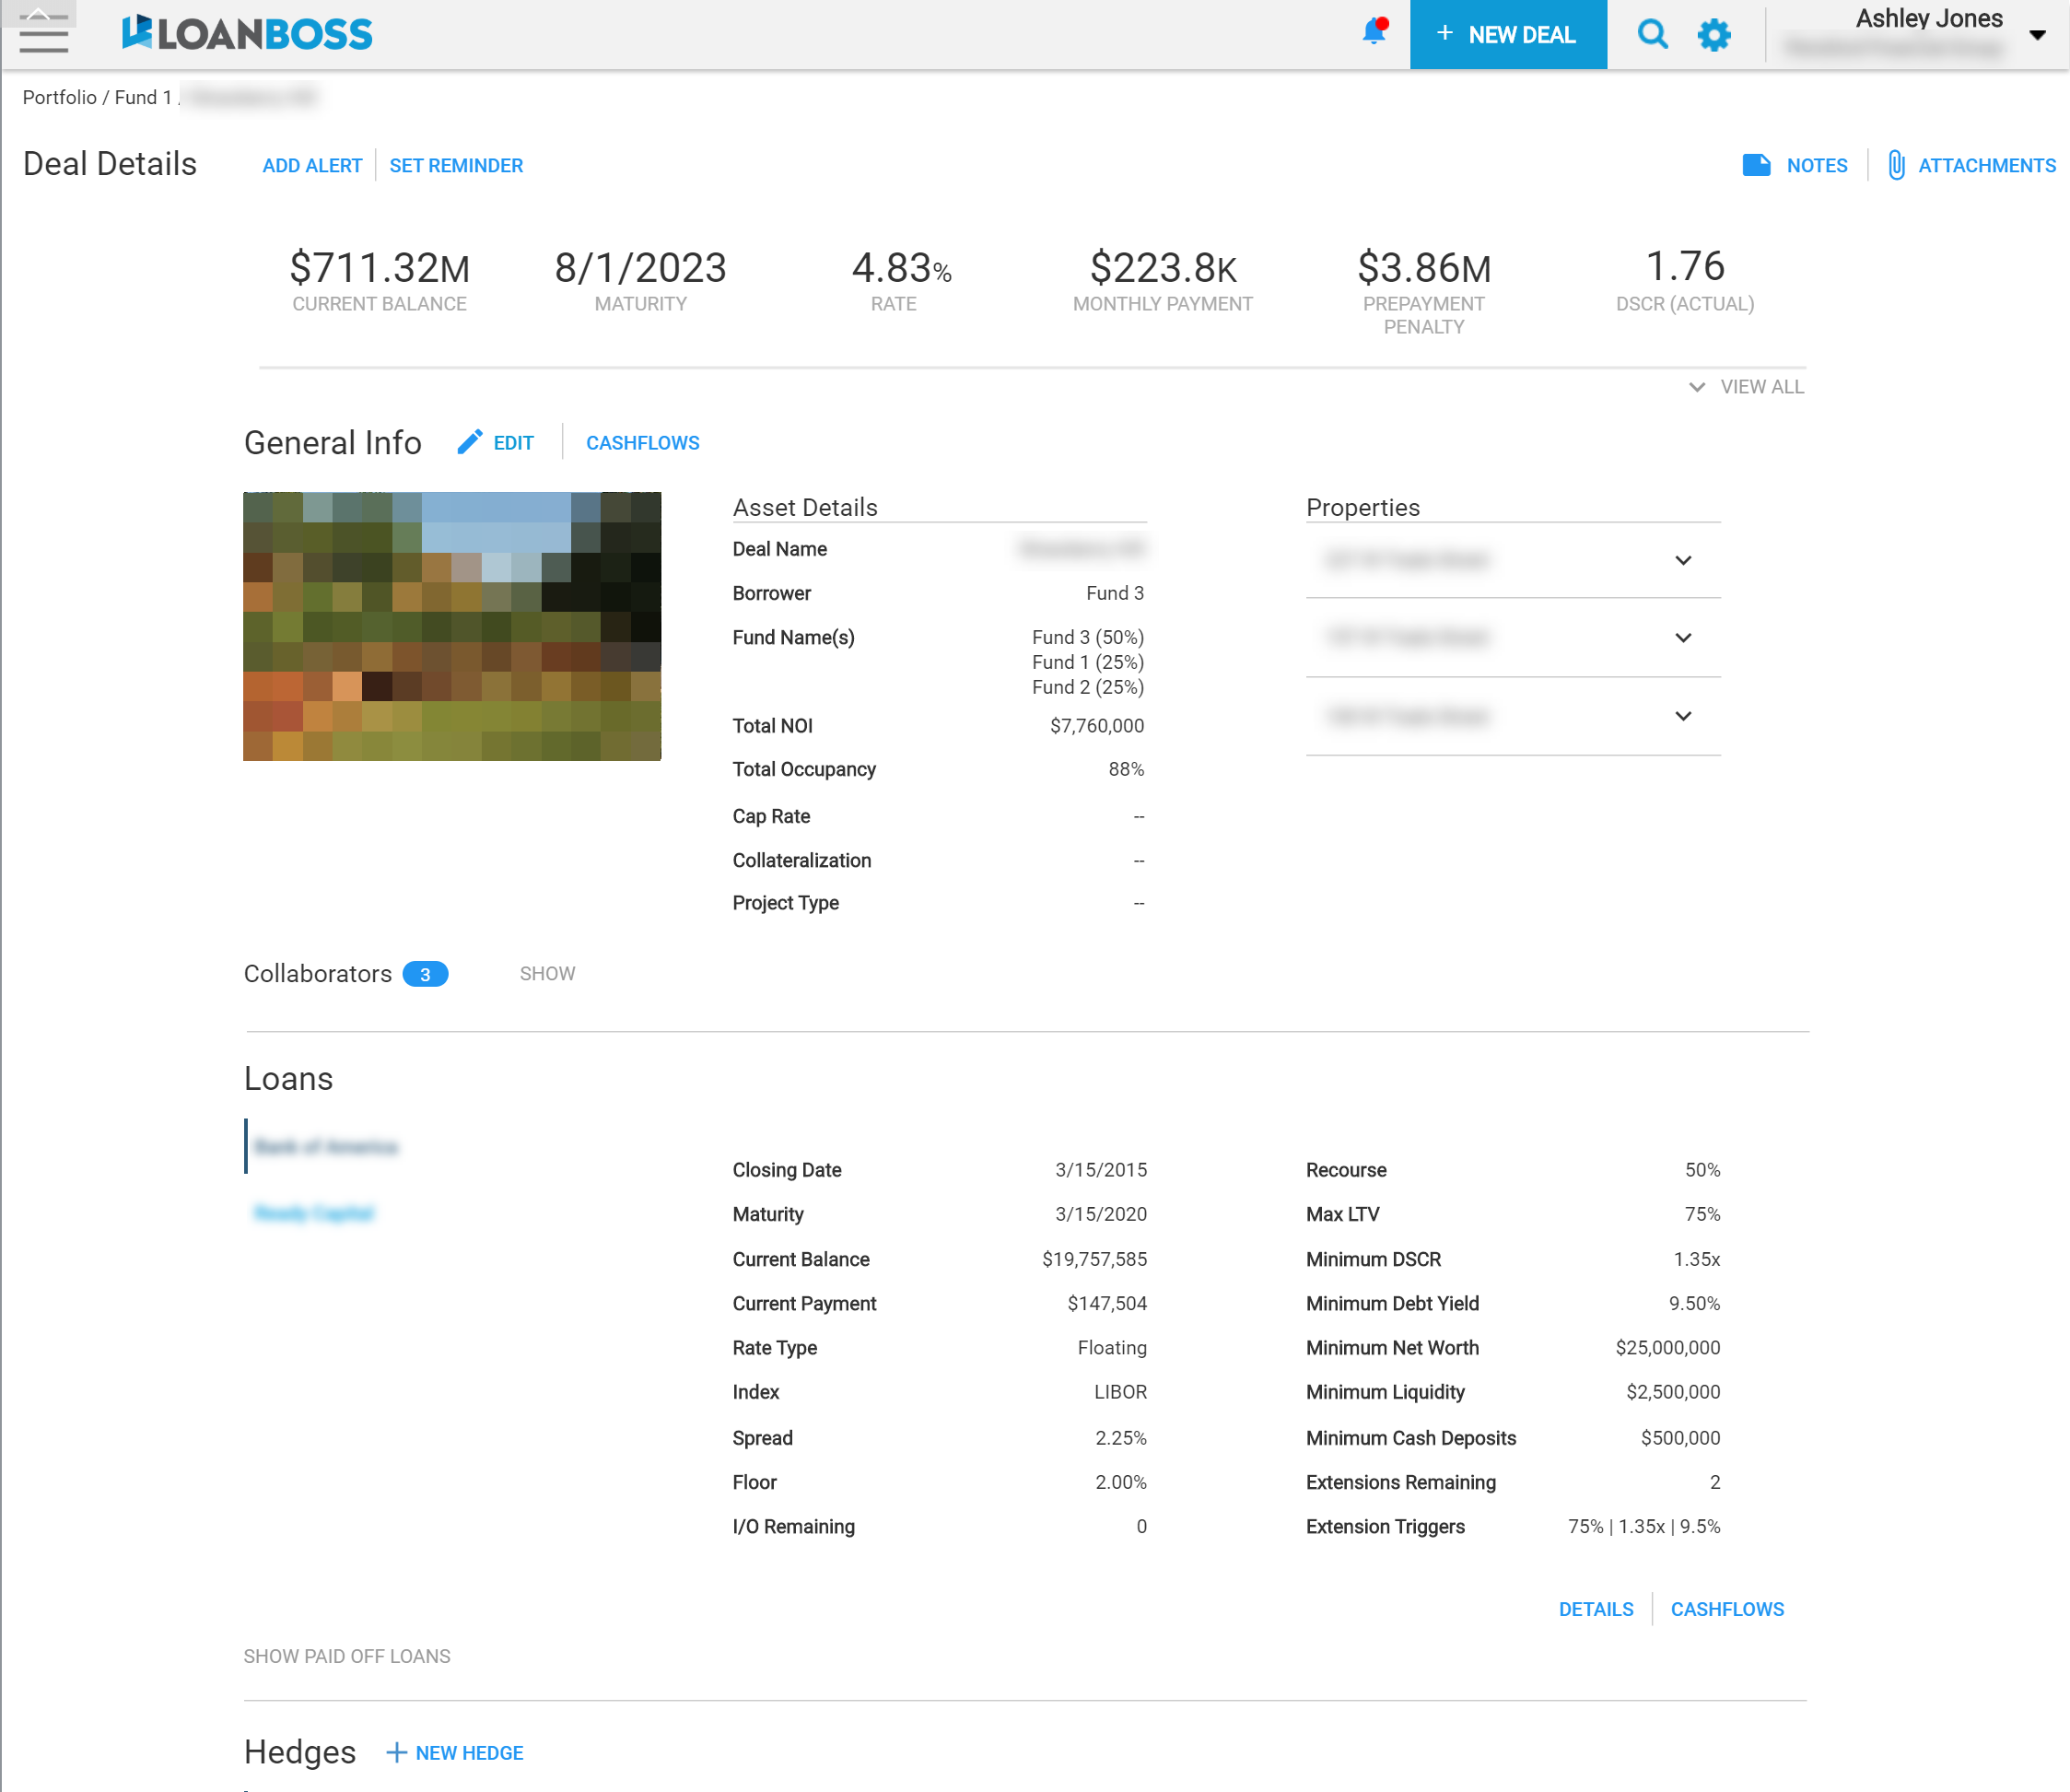 LOANBOSS
+ NEW DEAL
Ashley Jones
Portfolio / Fund 1 /
Deal Details
ADD ALERT
SET REMINDER
NOTES
ATTACHMENTS
$711.32M
CURRENT BALANCE
8/1/2023
MATURITY
4.83%
RATE
$223.8K
MONTHLY PAYMENT
$3.86M
PREPAYMENT
PENALTY
1.76
DSCR (ACTUAL)
VIEW ALL
General Info
EDIT
CASHFLOWS
Asset Details
Deal Name
Borrower Fund 3
Fund Name(s) Fund 3 (50%)
Fund 1 (25%)
Fund 2 (25%)
Total NOI $7,760,000
Total Occupancy 88%
Cap Rate --
Collateralization --
Project Type --
Properties
Collaborators 3 SHOW
Loans
Closing Date 3/15/2015
Maturity 3/15/2020
Current Balance $19,757,585
Current Payment $147,504
Rate Type Floating
Index LIBOR
Spread 2.25%
Floor 2.00%
I/O Remaining 0
Recourse 50%
Max LTV 75%
Minimum DSCR 1.35x
Minimum Debt Yield 9.50%
Minimum Net Worth $25,000,000
Minimum Liquidity $2,500,000
Minimum Cash Deposits $500,000
Extensions Remaining 2
Extension Triggers 75% | 1.35x | 9.5%
DETAILS
CASHFLOWS
SHOW PAID OFF LOANS
Hedges
+ NEW HEDGE